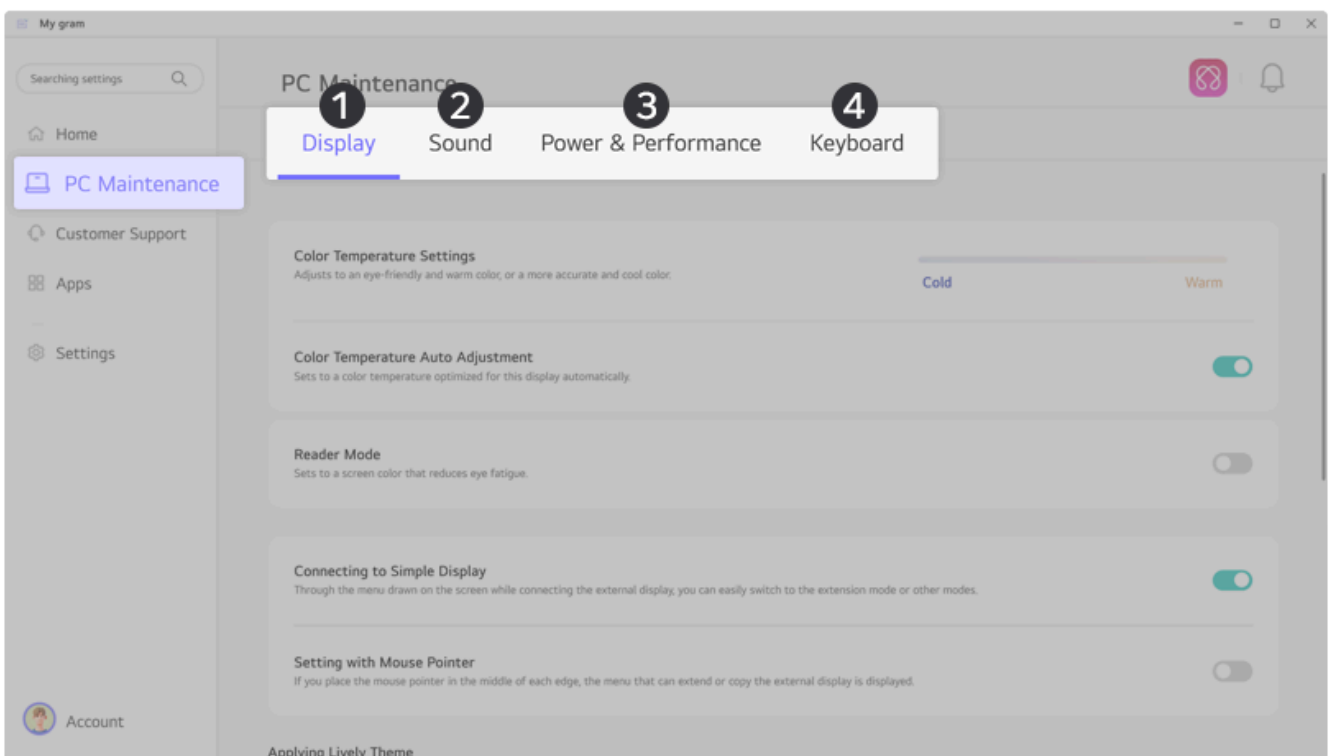 My gram
Searching settings
Home
PC Maintenance
Customer Support
Apps
Settings
Account
PC Maintenance
1 2 3 4
Display Sound Power & Performance Keyboard
Color Temperature Settings
Adjusts to an eye-friendly and warm color, or a more accurate and cool color.
Cold Warm
Color Temperature Auto Adjustment
Sets to a color temperature optimized for this display automatically.
Reader Mode
Sets to a screen color that reduces eye fatigue.
Connecting to Simple Display
Through the menu drawn on the screen while connecting the external display, you can easily switch to the extension mode or other modes.
Setting with Mouse Pointer
If you place the mouse pointer in the middle of each edge, the menu that can extend or copy the external display is displayed.
Applying Lively Theme